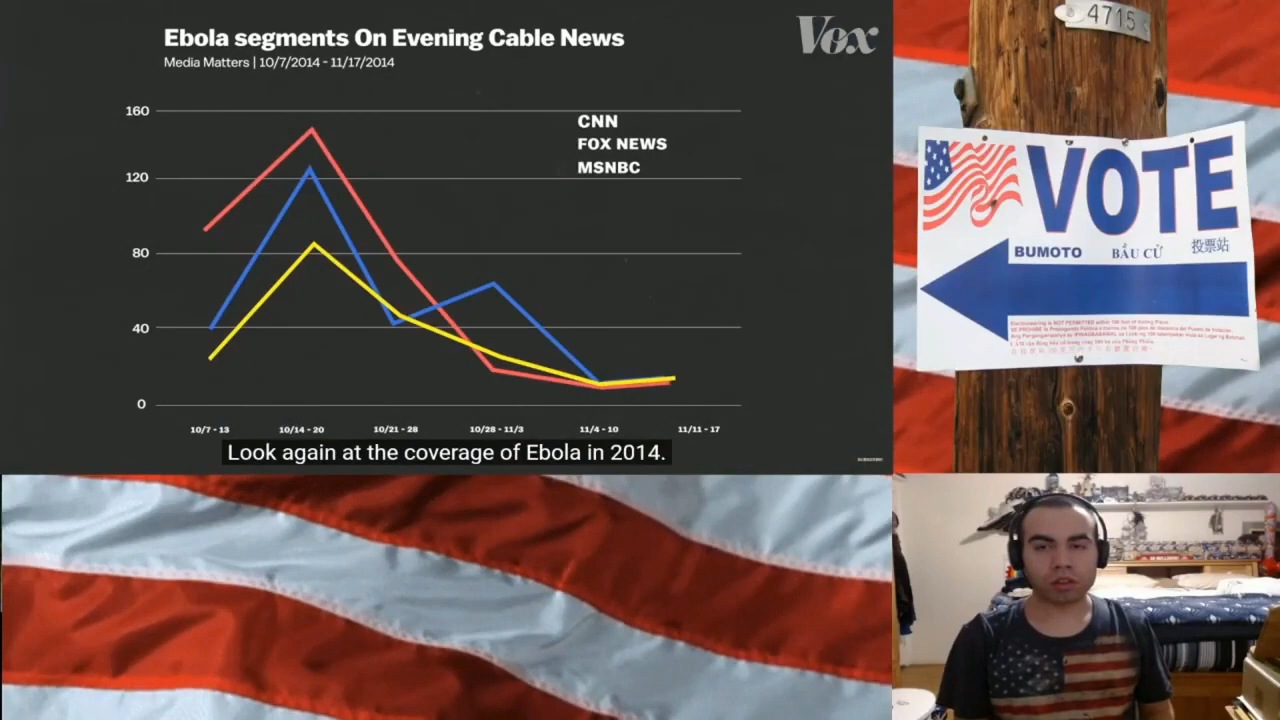 Ebola segments On Evening Cable News
Media Matters | 10/7/2014 - 11/17/2014
Vox
160
120
80
40
0
CNN
FOX NEWS
MSNBC
10/7 - 13
10/14 - 20
10/21 - 28
10/28 - 11/3
11/4 - 10
11/11 - 17
Look again at the coverage of Ebola in 2014.
SUBSCRIBE
4715
VOTE
BUMOTO BẦU CỬ 投票站